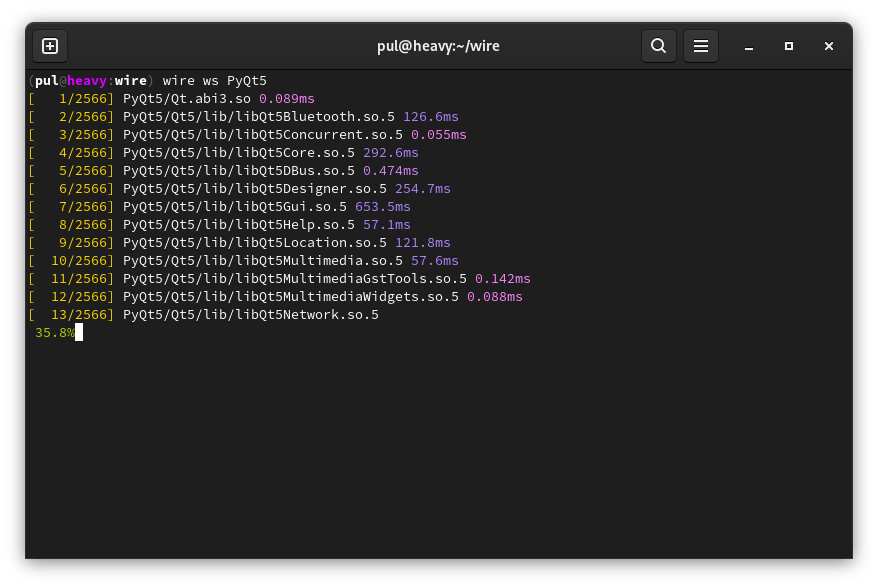 pul@heavy:~/wire
(pul@heavy:wire) wire ws PyQt5
[   1/2566] PyQt5/Qt.abi3.so 0.089ms
[   2/2566] PyQt5/Qt5/lib/libQt5Bluetooth.so.5 126.6ms
[   3/2566] PyQt5/Qt5/lib/libQt5Concurrent.so.5 0.055ms
[   4/2566] PyQt5/Qt5/lib/libQt5Core.so.5 292.6ms
[   5/2566] PyQt5/Qt5/lib/libQt5DBus.so.5 0.474ms
[   6/2566] PyQt5/Qt5/lib/libQt5Designer.so.5 254.7ms
[   7/2566] PyQt5/Qt5/lib/libQt5Gui.so.5 653.5ms
[   8/2566] PyQt5/Qt5/lib/libQt5Help.so.5 57.1ms
[   9/2566] PyQt5/Qt5/lib/libQt5Location.so.5 121.8ms
[  10/2566] PyQt5/Qt5/lib/libQt5Multimedia.so.5 57.6ms
[  11/2566] PyQt5/Qt5/lib/libQt5MultimediaGstTools.so.5 0.142ms
[  12/2566] PyQt5/Qt5/lib/libQt5MultimediaWidgets.so.5 0.088ms
[  13/2566] PyQt5/Qt5/lib/libQt5Network.so.5
35.8%